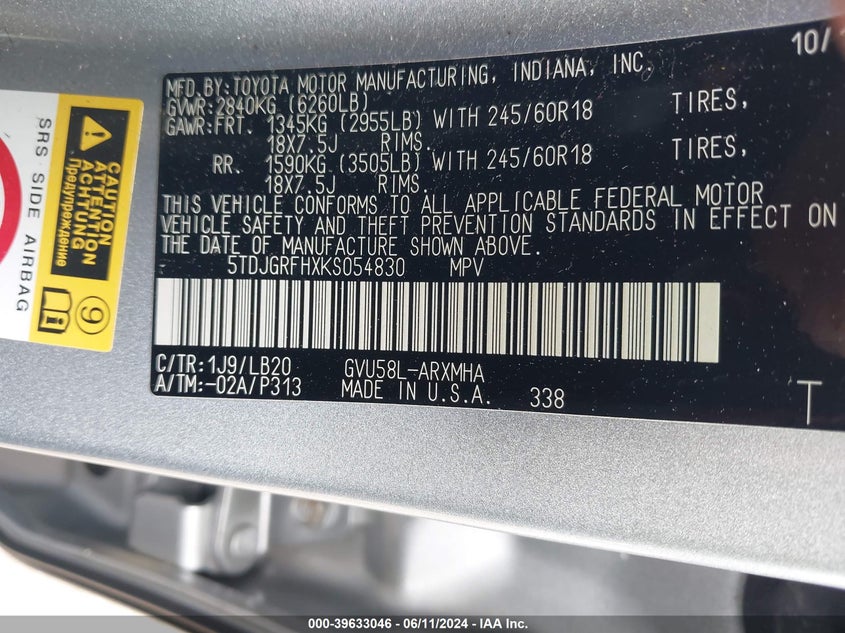 10/
MFD.BY:TOYOTA MOTOR MANUFACTURING, INDIANA, INC.
GVWR:2840KG (6260LB)
GAWR:FRT. 1345KG (2955LB) WITH 245/60R18 TIRES,
18X7.5J RIMS.
RR. 1590KG (3505LB) WITH 245/60R18 TIRES,
18X7.5J RIMS.
THIS VEHICLE CONFORMS TO ALL APPLICABLE FEDERAL MOTOR
VEHICLE SAFETY AND THEFT PREVENTION STANDARDS IN EFFECT ON
THE DATE OF MANUFACTURE SHOWN ABOVE.
5TDJGRFHXKS054830 MPV
C/TR:1J9/LB20 GVU58L-ARXMHA
A/TM:-02A/P313 MADE IN U.S.A. 338
T
CAUTION
ATTENTION
ACHTUNG
Предупреждение
9
SRS SIDE AIRBAG
000-39633046 - 06/11/2024 - IAA Inc.